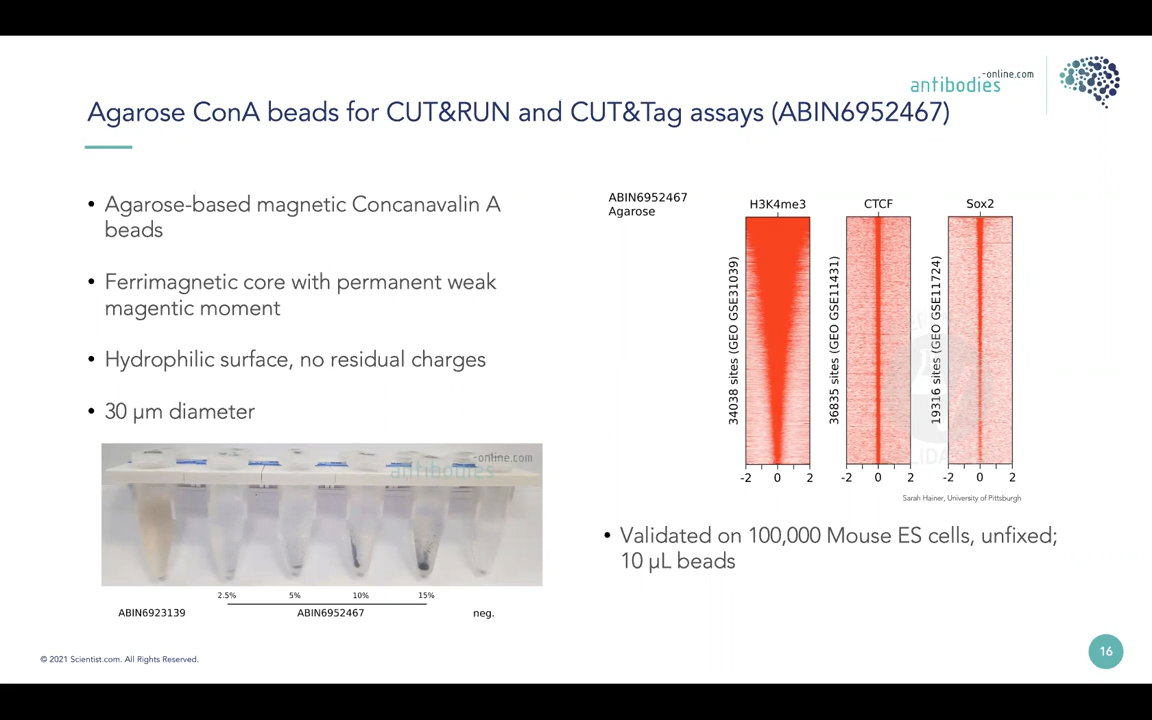 antibodies
-online.com
Agarose ConA beads for CUT&RUN and CUT&Tag assays (ABIN6952467)
• Agarose-based magnetic Concanavalin A
beads
• Ferrimagnetic core with permanent weak
magentic moment
• Hydrophilic surface, no residual charges
• 30 µm diameter
-online.com
antibodies
ABIN6923139
2.5%
5%
10%
15%
ABIN6952467
neg.
ABIN6952467
Agarose
H3K4me3
CTCF
Sox2
34038 sites (GEO GSE31039)
36835 sites (GEO GSE11431)
19316 sites (GEO GSE11724)
-2 0 2
-2 0 2
-2 0 2
Sarah Hainer, University of Pittsburgh
• Validated on 100,000 Mouse ES cells, unfixed;
10 µL beads
© 2021 Scientist.com. All Rights Reserved.
16